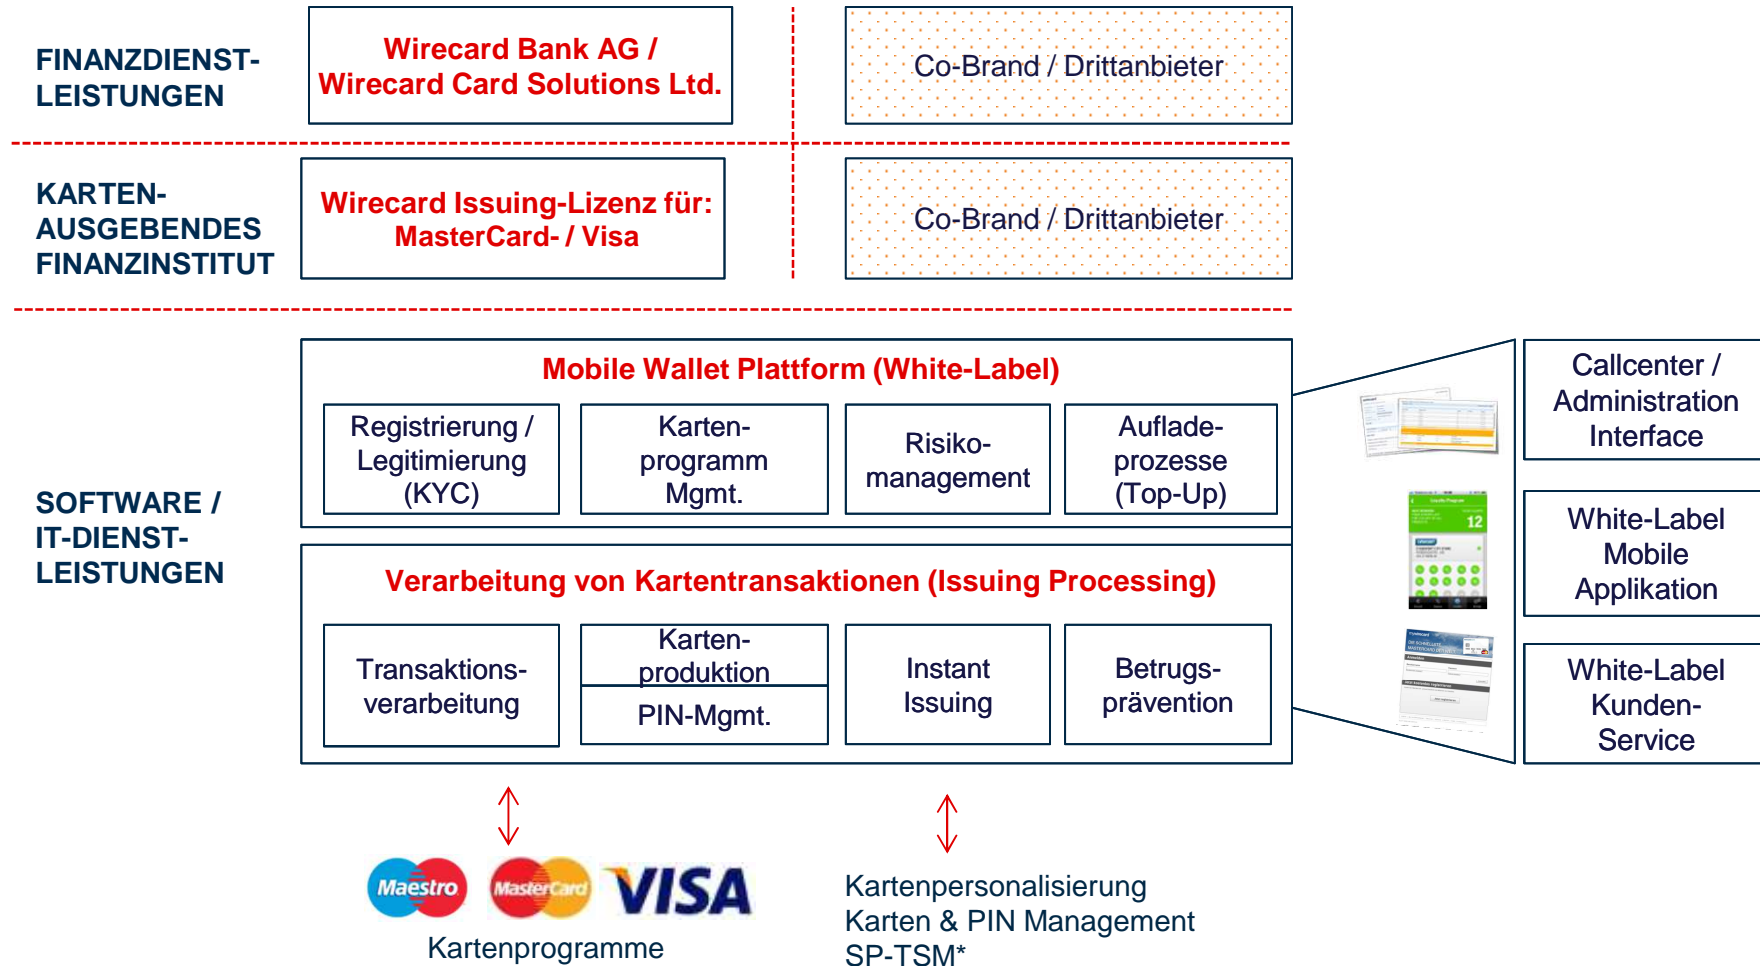 FINANZDIENST-
LEISTUNGEN
Wirecard Bank AG /
Wirecard Card Solutions Ltd.
Co-Brand / Drittanbieter
KARTEN-
AUSGEBENDES
FINANZINSTITUT
Wirecard Issuing-Lizenz für:
MasterCard- / Visa
Co-Brand / Drittanbieter
SOFTWARE /
IT-DIENST-
LEISTUNGEN
Mobile Wallet Plattform (White-Label)
Registrierung /
Legitimierung
(KYC)
Karten-
programm
Mgmt.
Risiko-
management
Auflade-
prozesse
(Top-Up)
Verarbeitung von Kartentransaktionen (Issuing Processing)
Transaktions-
verarbeitung
Karten-
produktion
PIN-Mgmt.
Instant
Issuing
Betrugs-
prävention
12
Callcenter /
Administration
Interface
White-Label
Mobile
Applikation
White-Label
Kunden-
Service
Maestro
MasterCard
VISA
Kartenprogramme
Kartenpersonalisierung
Karten & PIN Management
SP-TSM*